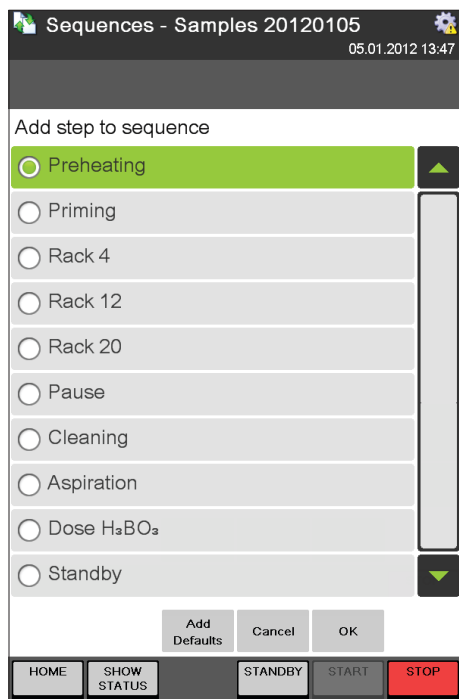 Sequences - Samples 20120105
05.01.2012 13:47
Add step to sequence
Preheating
Priming
Rack 4
Rack 12
Rack 20
Pause
Cleaning
Aspiration
Dose H₃BO₃
Standby
Add
Defaults
Cancel
OK
HOME
SHOW
STATUS
STANDBY
START
STOP